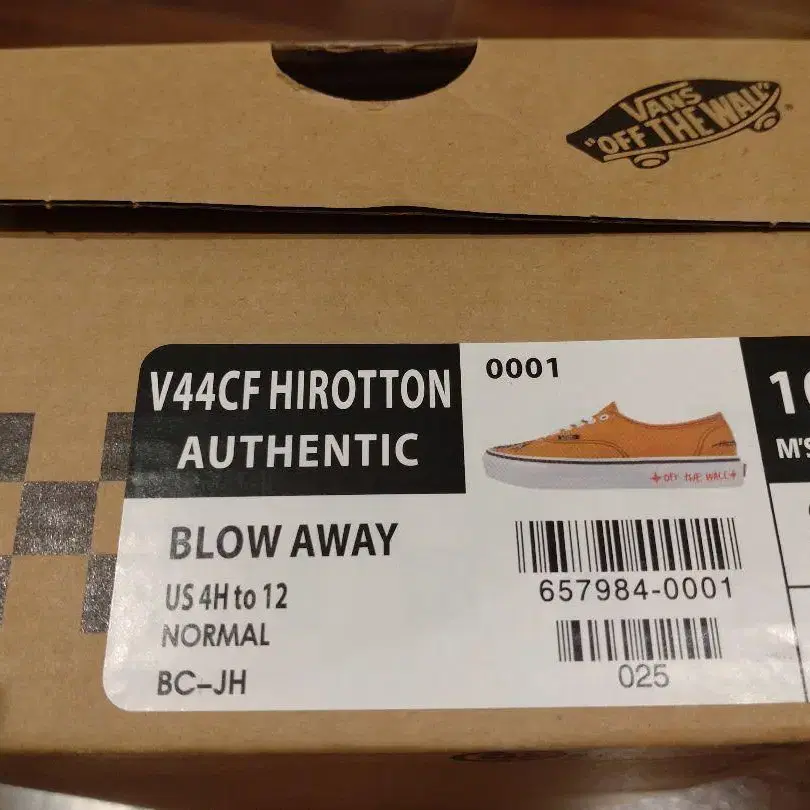 VANS
"OFF THE WALL"
V44CF HIROTTON
AUTHENTIC
0001
M'S
OFF THE WALL
BLOW AWAY
US 4H to 12
NORMAL
BC-JH
657984-0001
025